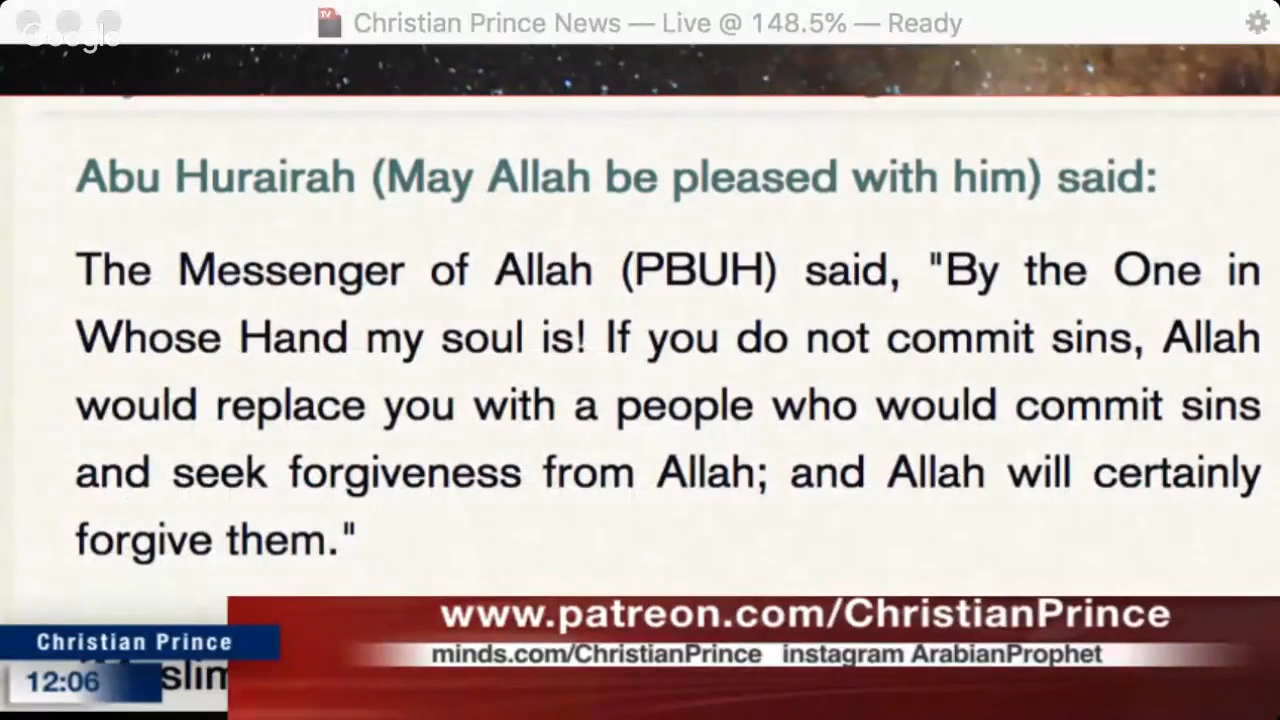 Christian Prince News — Live @ 148.5% — Ready
Google
Abu Hurairah (May Allah be pleased with him) said:
The Messenger of Allah (PBUH) said, "By the One in
Whose Hand my soul is! If you do not commit sins, Allah
would replace you with a people who would commit sins
and seek forgiveness from Allah; and Allah will certainly
forgive them."
www.patreon.com/ChristianPrince
Christian Prince
minds.com/ChristianPrince instagram ArabianProphet
12:06